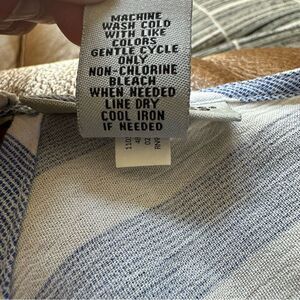 MACHINE
WASH COLD
WITH LIKE
COLORS
GENTLE CYCLE
ONLY
NON-CHLORINE
BLEACH
WHEN NEEDED
LINE DRY
COOL IRON
IF NEEDED